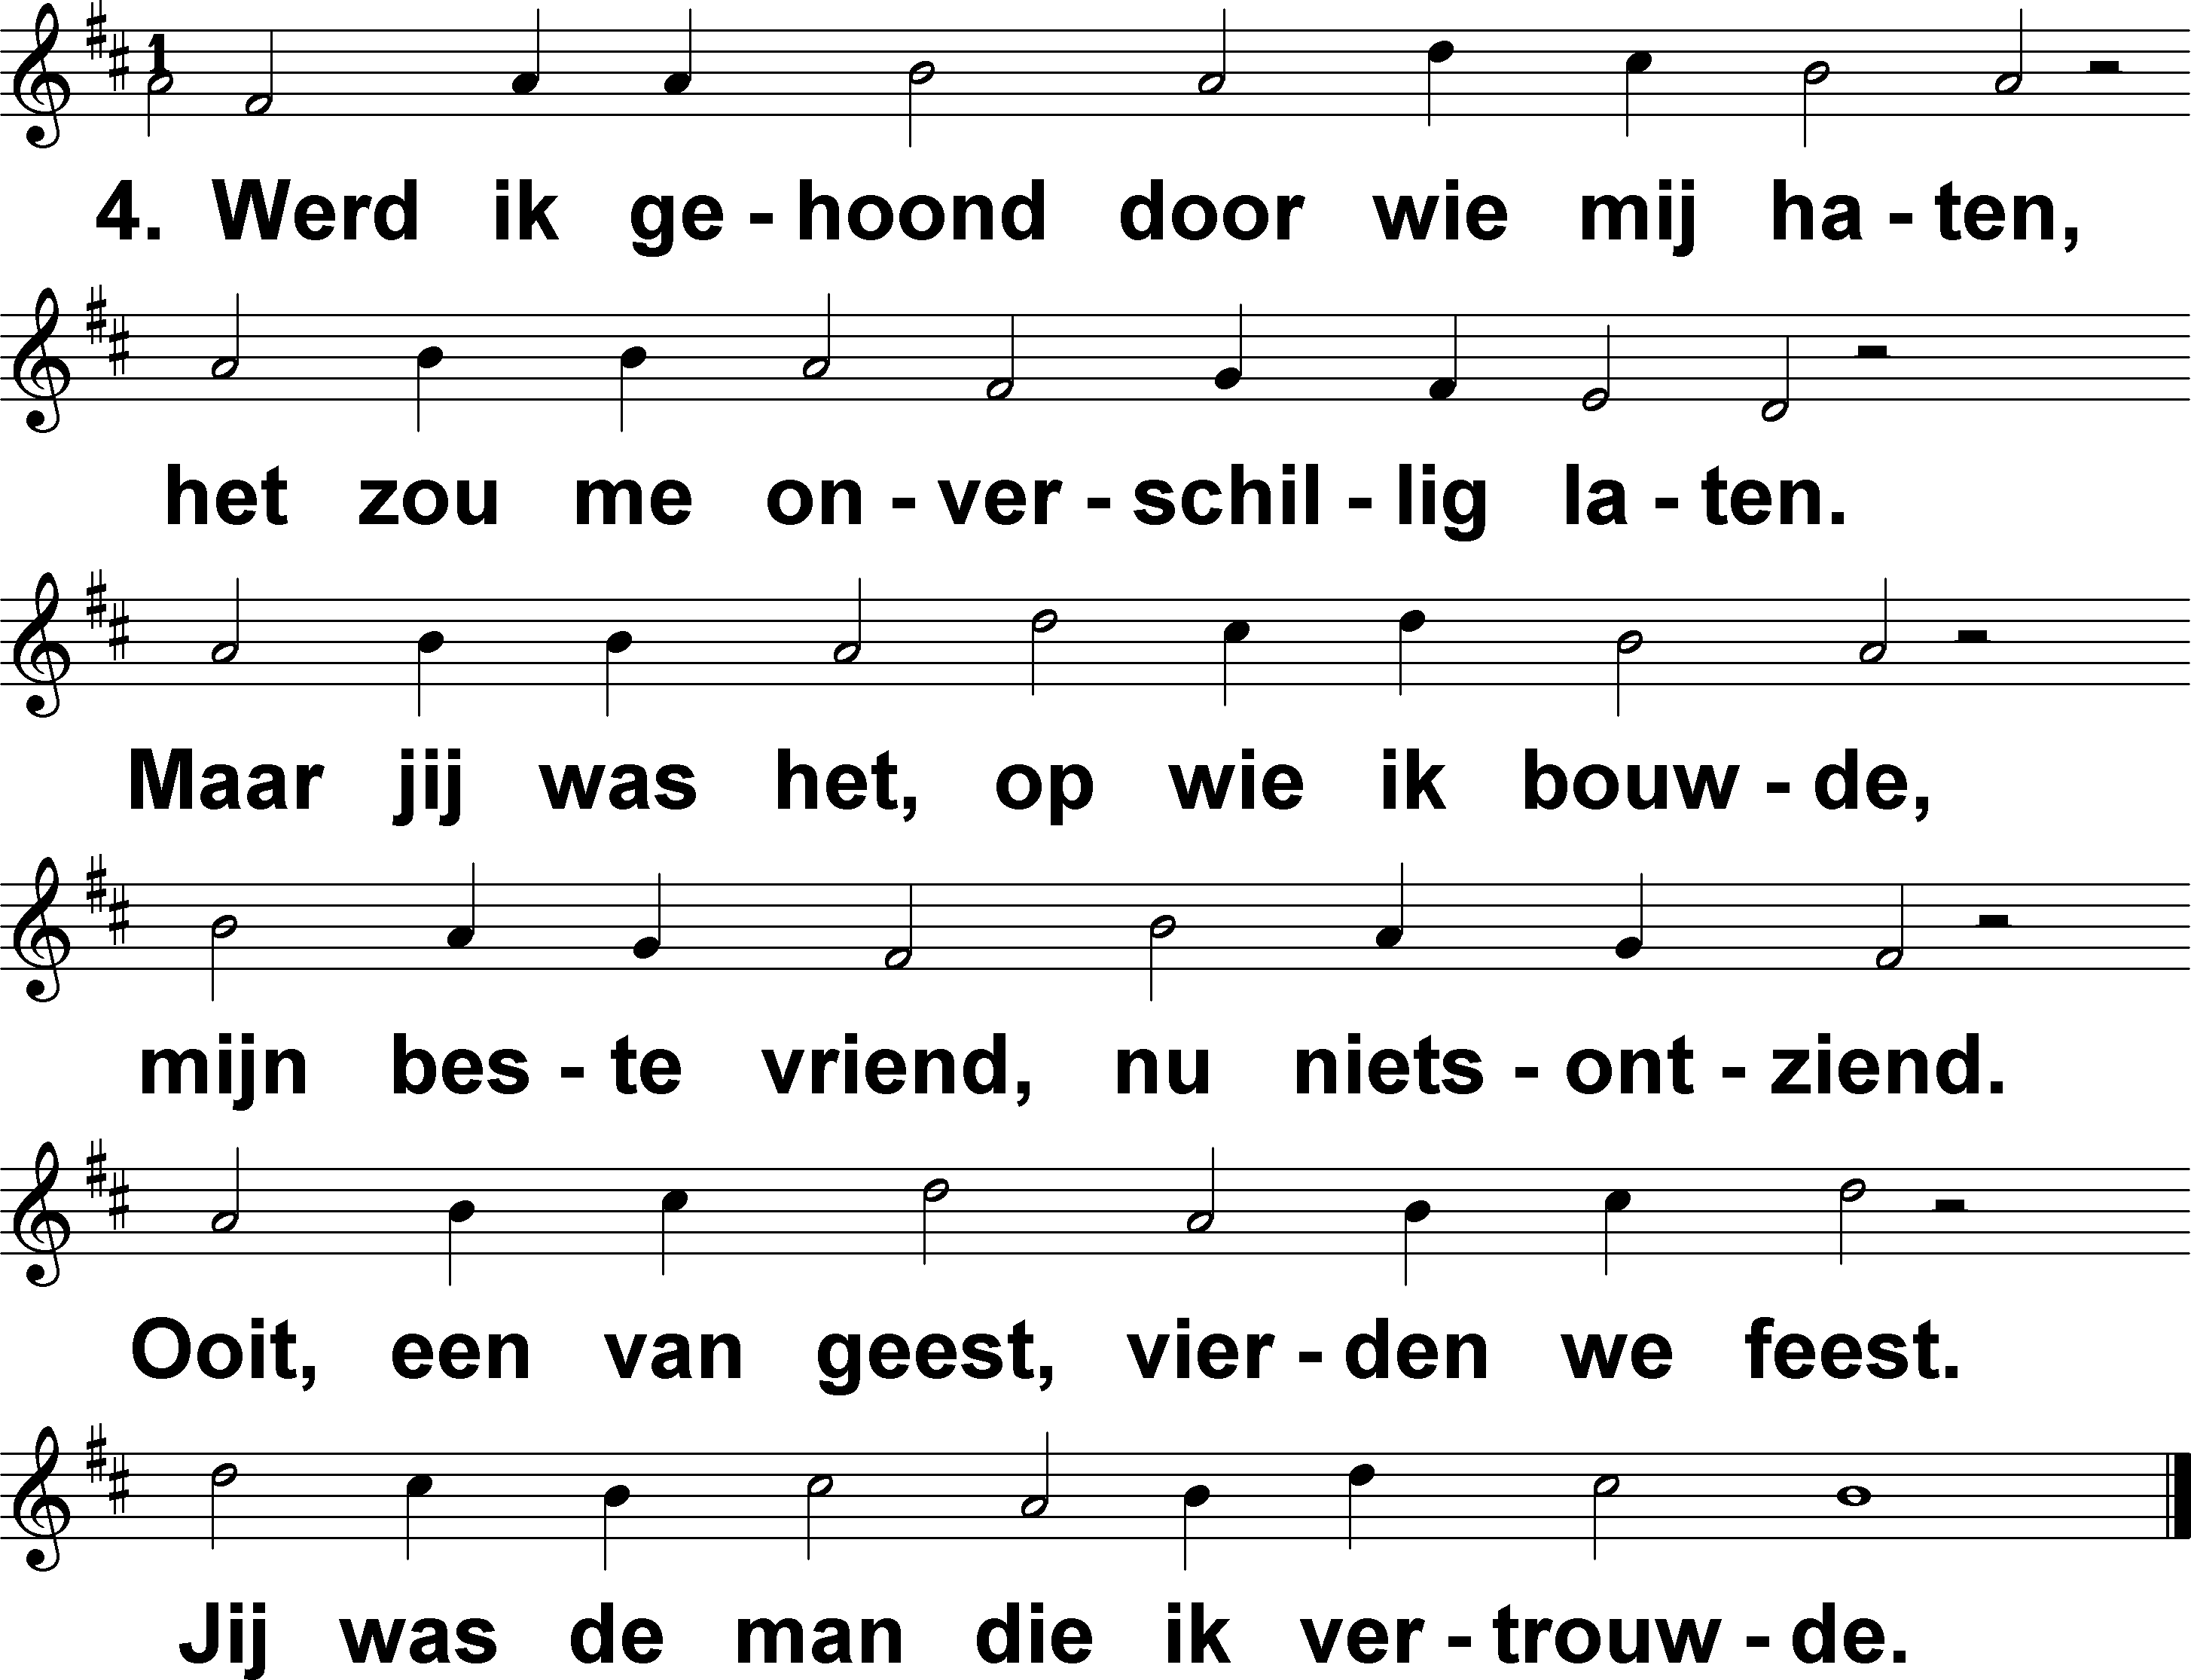 1
4. Werd ik ge - hoond door wie mij ha - ten,
het zou me on - ver - schil - lig la - ten.
Maar jij was het, op wie ik bouw - de,
mijn bes - te vriend, nu niets - ont - ziend.
Ooit, een van geest, vier - den we feest.
Jij was de man die ik ver - trouw - de.